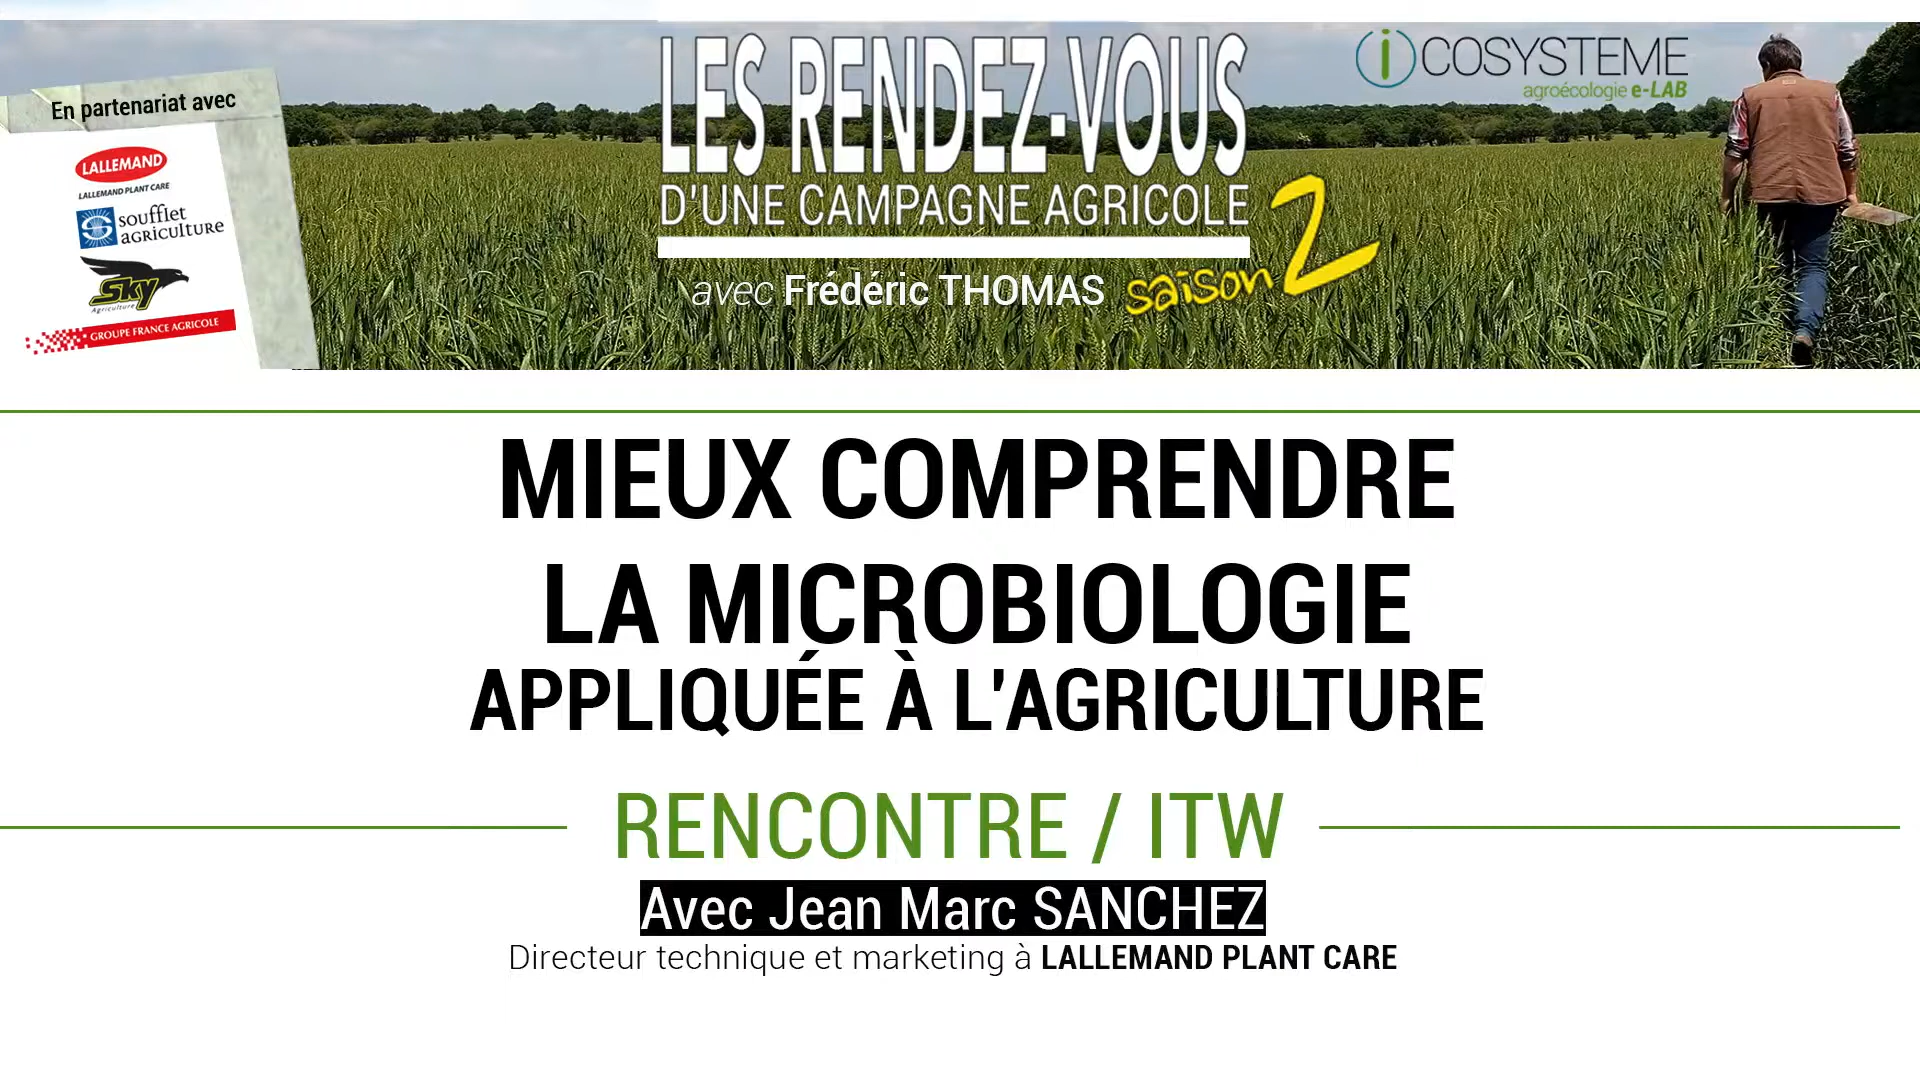 En partenariat avec
LALLEMAND
LALLEMAND PLANT CARE
soufflet
agriculture
Sky
Agriculture
GROUPE FRANCE AGRICOLE
LES RENDEZ-VOUS
D'UNE CAMPAGNE AGRICOLE
avec Frédéric THOMAS saison 2
(i)COSYSTEME
agroécologie e-LAB
MIEUX COMPRENDRE
LA MICROBIOLOGIE
APPLIQUÉE À L'AGRICULTURE
RENCONTRE / ITW
Avec Jean Marc SANCHEZ
Directeur technique et marketing à LALLEMAND PLANT CARE